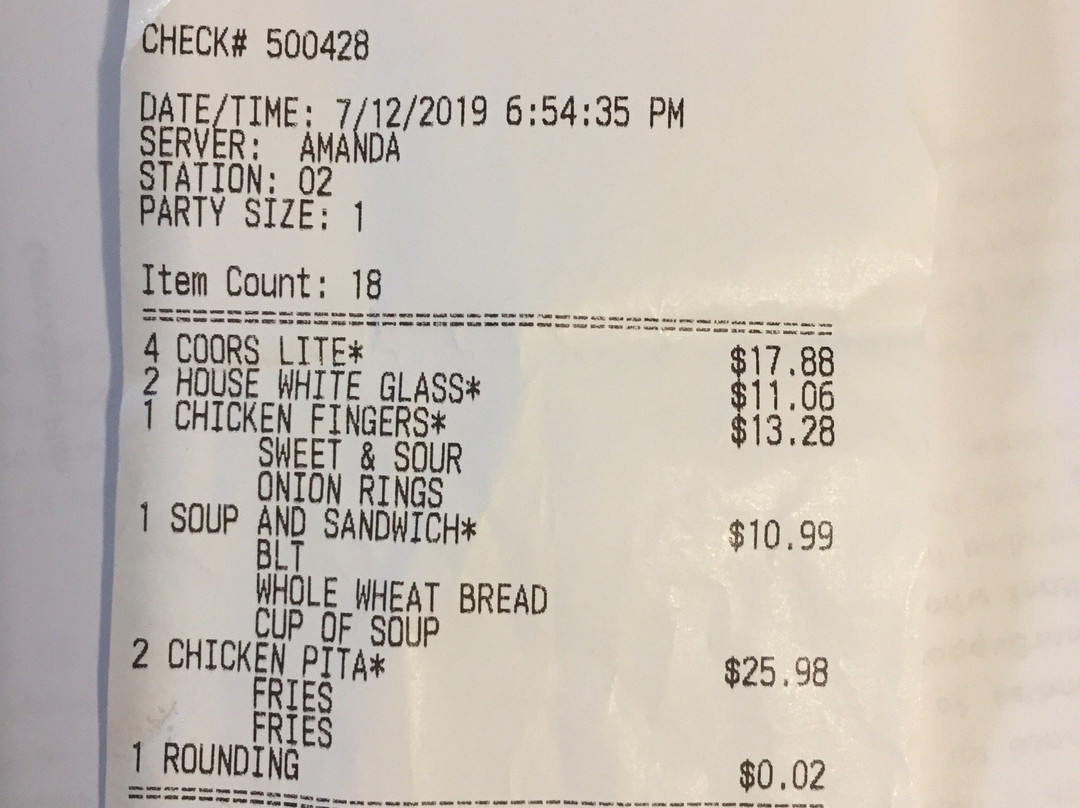 CHECK# 500428
DATE/TIME: 7/12/2019 6:54:35 PM
SERVER: AMANDA
STATION: 02
PARTY SIZE: 1
Item Count: 18
4 COORS LITE* $17.88
2 HOUSE WHITE GLASS* $11.06
1 CHICKEN FINGERS* $13.28
SWEET & SOUR
ONION RINGS
1 SOUP AND SANDWICH* $10.99
BLT
WHOLE WHEAT BREAD
CUP OF SOUP
2 CHICKEN PITA* $25.98
FRIES
FRIES
1 ROUNDING $0.02